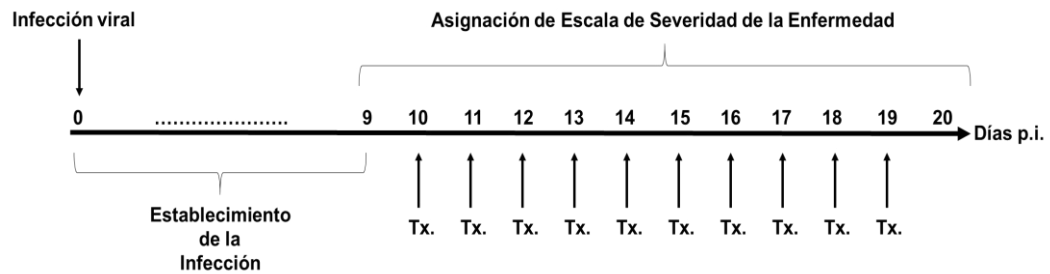 Infección viral
Asignación de Escala de Severidad de la Enfermedad
0 ........................ 9 10 11 12 13 14 15 16 17 18 19 20
Días p.i.
Establecimiento
de la
Infección
Tx. Tx. Tx. Tx. Tx. Tx. Tx. Tx. Tx. Tx.